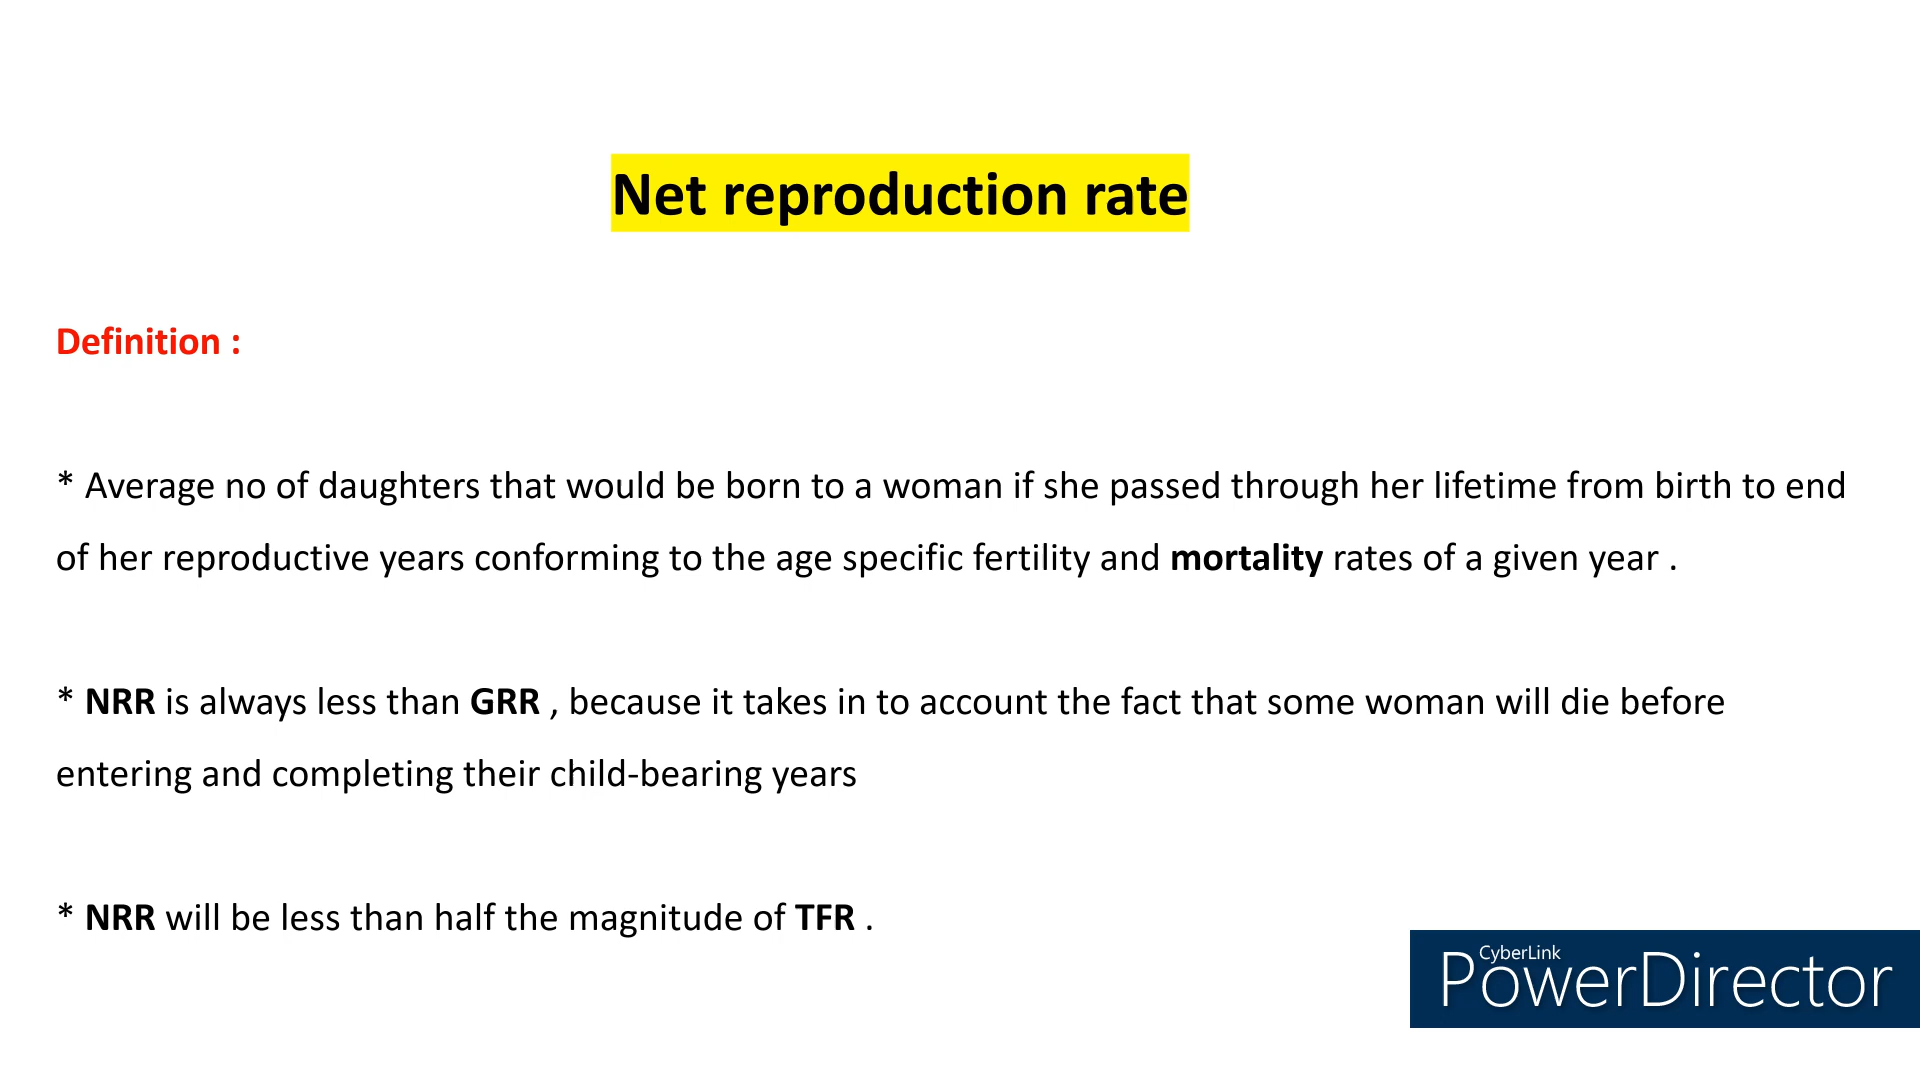 Net reproduction rate
Definition :
* Average no of daughters that would be born to a woman if she passed through her lifetime from birth to end
of her reproductive years conforming to the age specific fertility and mortality rates of a given year .
* NRR is always less than GRR , because it takes in to account the fact that some woman will die before
entering and completing their child-bearing years
* NRR will be less than half the magnitude of TFR .
CyberLink
PowerDirector